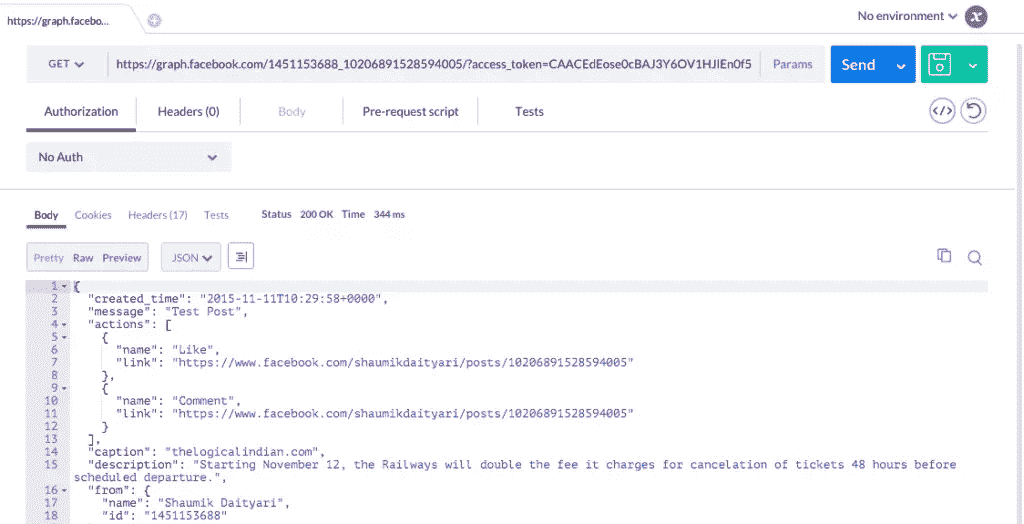 https://graph.facebo...
No environment
x
GET
https://graph.facebook.com/1451153688_10206891528594005/?access_token=CAACEdEose0cBAJ3Y6OV1HJlEn0f5
Params
Send
Authorization
Headers (0)
Body
Pre-request script
Tests
</>
No Auth
Body
Cookies
Headers (17)
Tests
Status 200 OK Time 344 ms
Pretty
Raw
Preview
JSON
1 {
2 "created_time": "2015-11-11T10:29:58+0000",
3 "message": "Test Post",
4 "actions": [
5 {
6 "name": "Like",
7 "link": "https://www.facebook.com/shaumikdaityari/posts/10206891528594005"
8 },
9 {
10 "name": "Comment",
11 "link": "https://www.facebook.com/shaumikdaityari/posts/10206891528594005"
12 }
13 ],
14 "caption": "thelogicalindian.com",
15 "description": "Starting November 12, the Railways will double the fee it charges for cancelation of tickets 48 hours before
scheduled departure.",
16 "from": {
17 "name": "Shaumik Daityari",
18 "id": "1451153688"